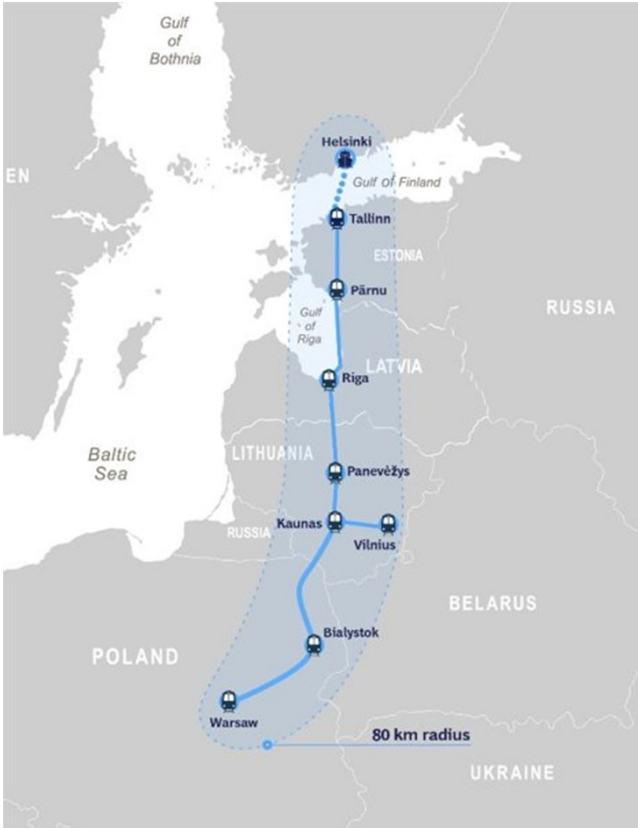 Gulf
of
Bothnia
Helsinki
EN
Gulf of Finland
Tallinn
ESTONIA
Pärnu
RUSSIA
Gulf
of
Riga
LATVIA
Riga
Baltic
Sea
LITHUANIA
Panevėžys
Kaunas
RUSSIA
Vilnius
BELARUS
Bialystok
POLAND
Warsaw
80 km radius
UKRAINE